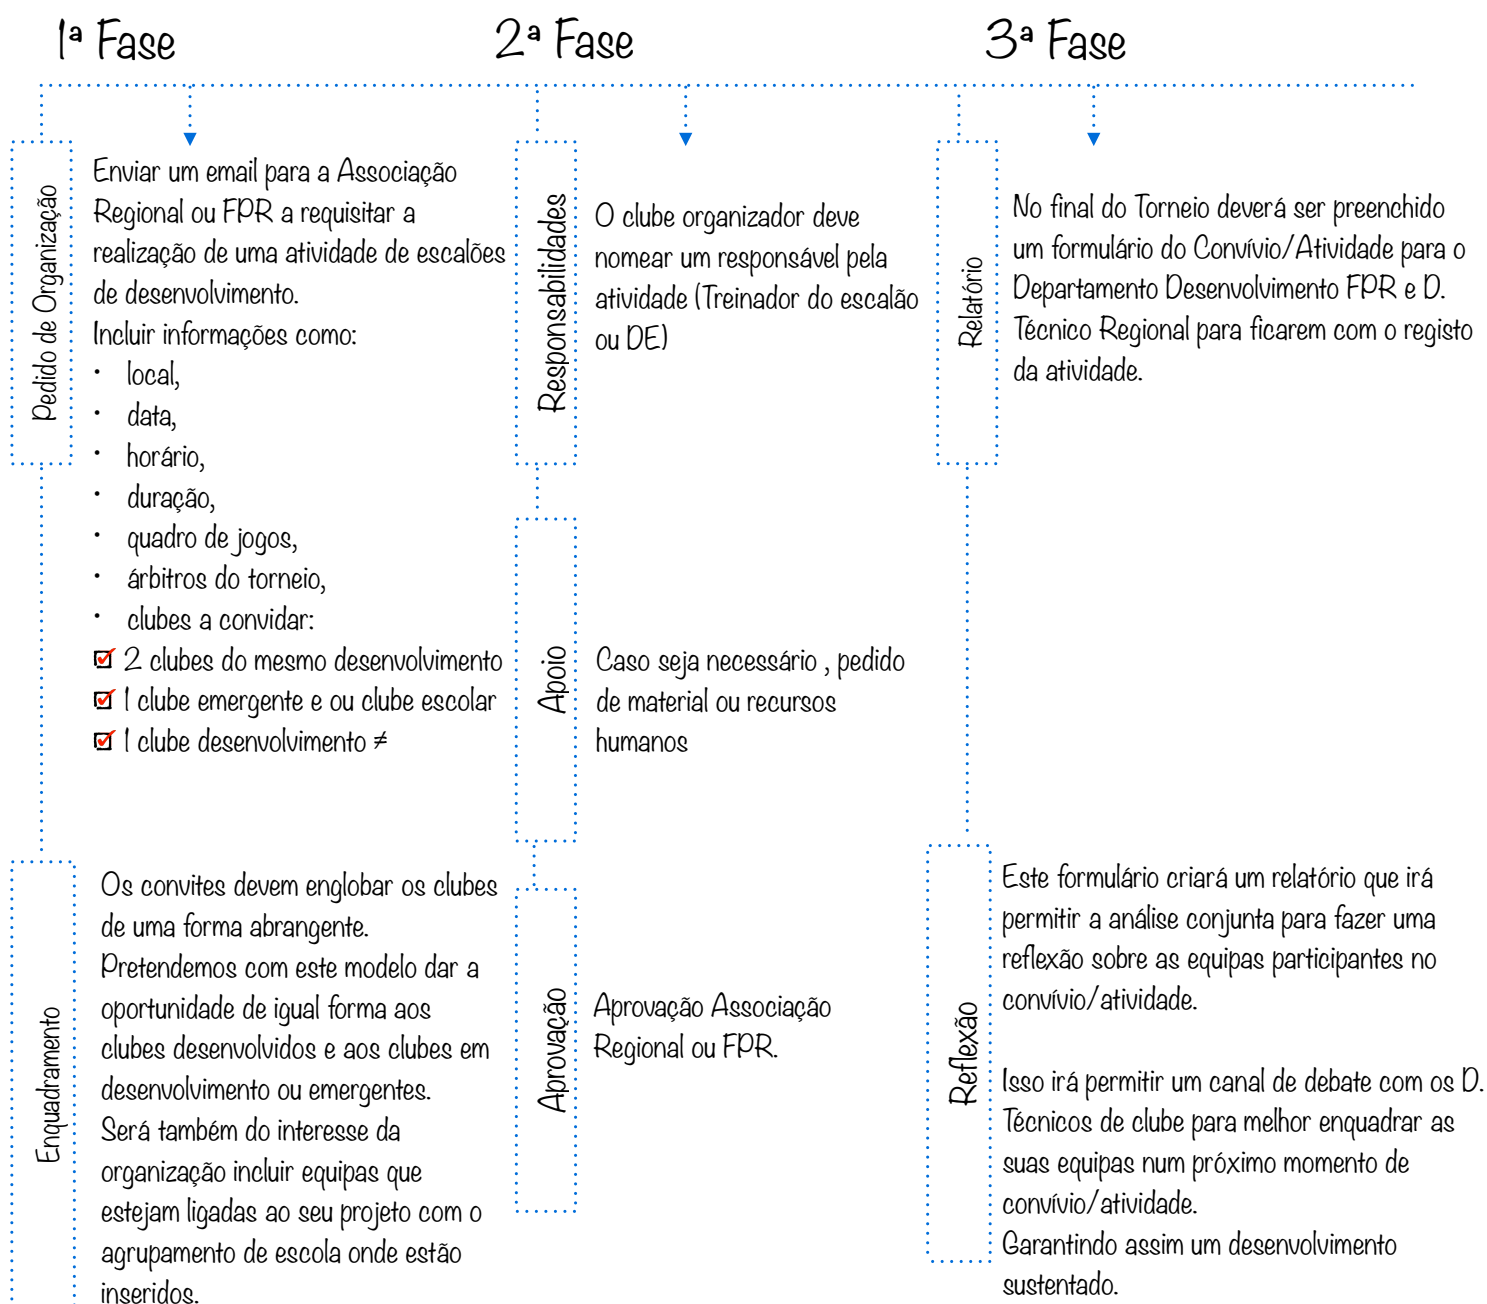 1ª Fase
Pedido de Organização
Enviar um email para a Associação
Regional ou FPR a requisitar a
realização de uma atividade de escalões
de desenvolvimento.
Incluir informações como:
• local,
• data,
• horário,
• duração,
• quadro de jogos,
• árbitros do torneio,
• clubes a convidar:
☑ 2 clubes do mesmo desenvolvimento
☑ 1 clube emergente e ou clube escolar
☑ 1 clube desenvolvimento ≠
Enquadramento
Os convites devem englobar os clubes
de uma forma abrangente.
Pretendemos com este modelo dar a
oportunidade de igual forma aos
clubes desenvolvidos e aos clubes em
desenvolvimento ou emergentes.
Será também do interesse da
organização incluir equipas que
estejam ligadas ao seu projeto com o
agrupamento de escola onde estão
inseridos.
2ª Fase
Responsabilidades
O clube organizador deve
nomear um responsável pela
atividade (Treinador do escalão
ou DE)
Apoio
Caso seja necessário , pedido
de material ou recursos
humanos
Aprovação
Aprovação Associação
Regional ou FPR.
3ª Fase
Relatório
No final do Torneio deverá ser preenchido
um formulário do Convívio/Atividade para o
Departamento Desenvolvimento FPR e D.
Técnico Regional para ficarem com o registo
da atividade.
Reflexão
Este formulário criará um relatório que irá
permitir a análise conjunta para fazer uma
reflexão sobre as equipas participantes no
convívio/atividade.
Isso irá permitir um canal de debate com os D.
Técnicos de clube para melhor enquadrar as
suas equipas num próximo momento de
convívio/atividade.
Garantindo assim um desenvolvimento
sustentado.